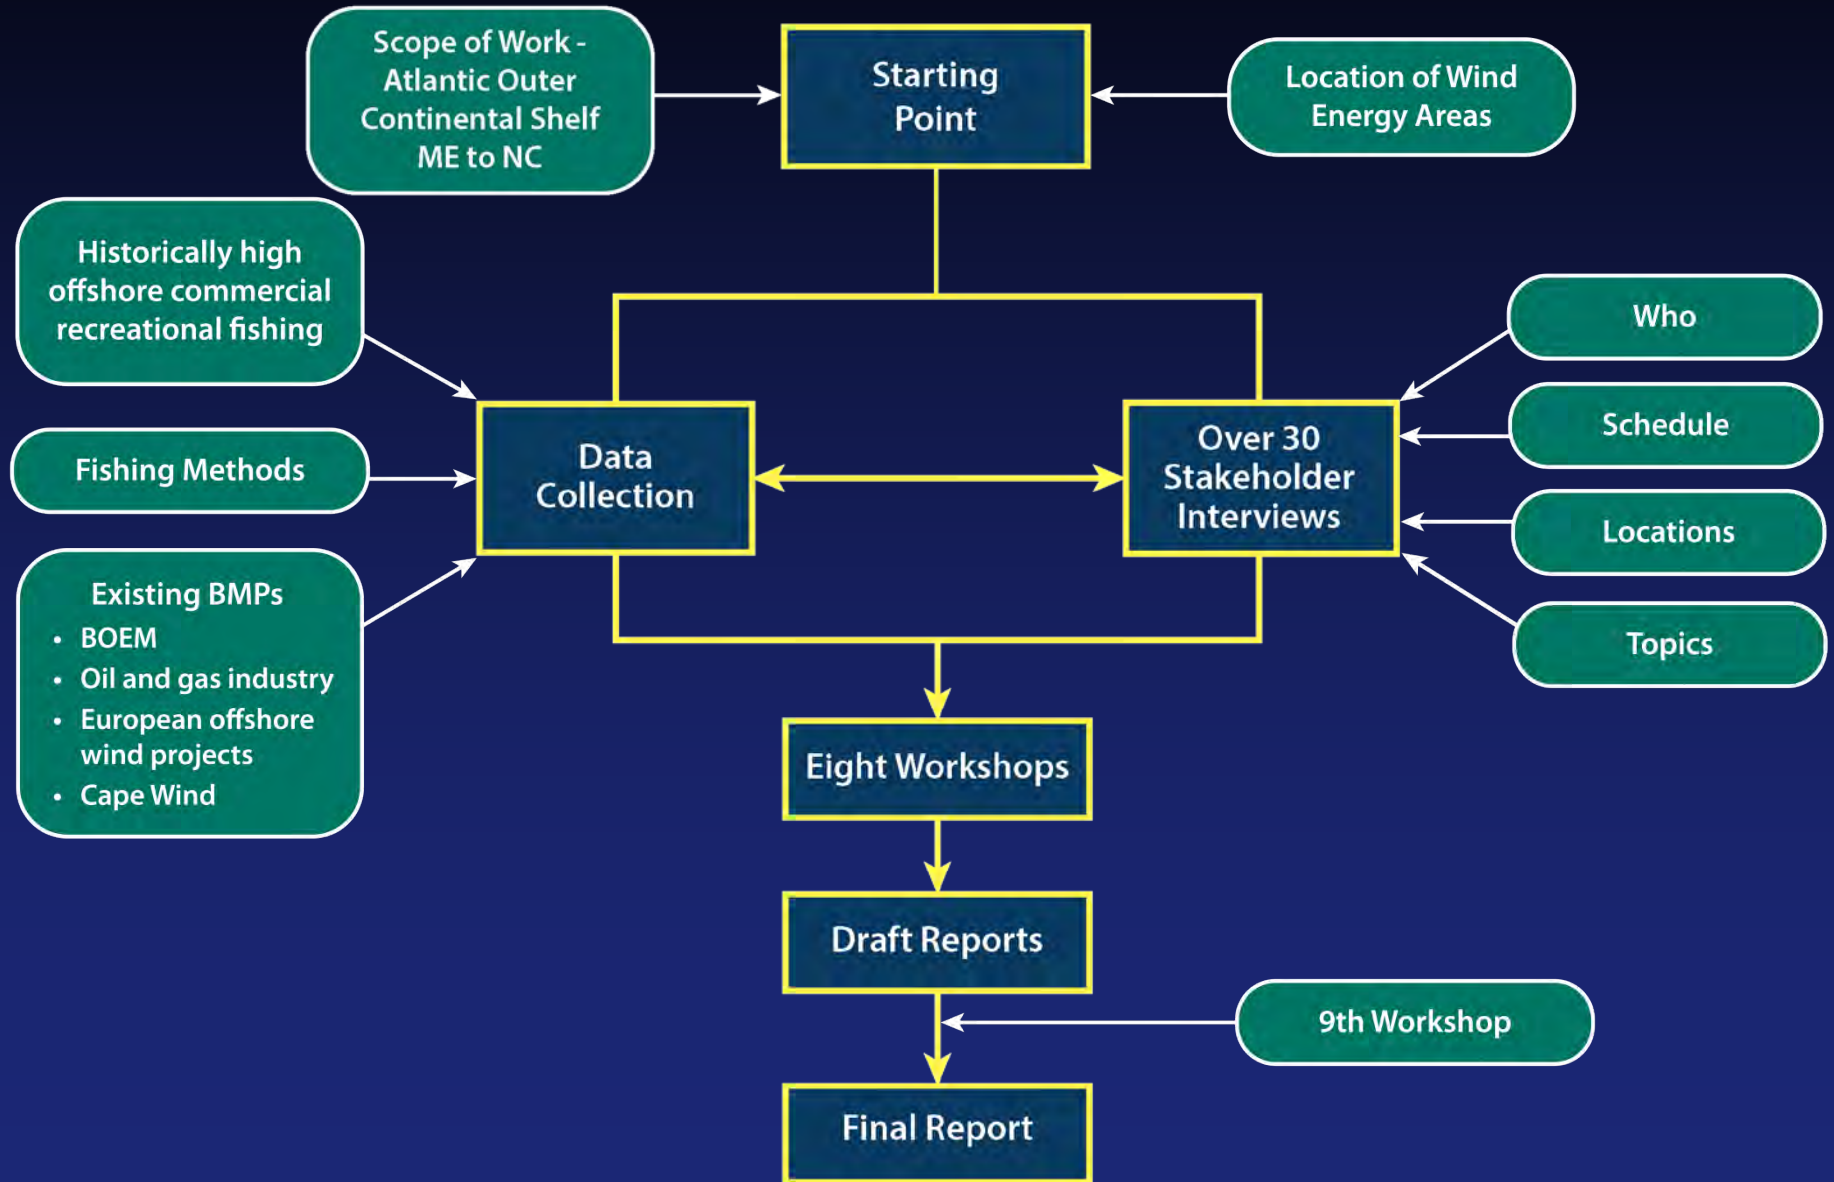 Scope of Work -
Atlantic Outer
Continental Shelf
ME to NC
Starting
Point
Location of Wind
Energy Areas
Historically high
offshore commercial
recreational fishing
Fishing Methods
Existing BMPs
• BOEM
• Oil and gas industry
• European offshore
wind projects
• Cape Wind
Data
Collection
Over 30
Stakeholder
Interviews
Who
Schedule
Locations
Topics
Eight Workshops
Draft Reports
9th Workshop
Final Report